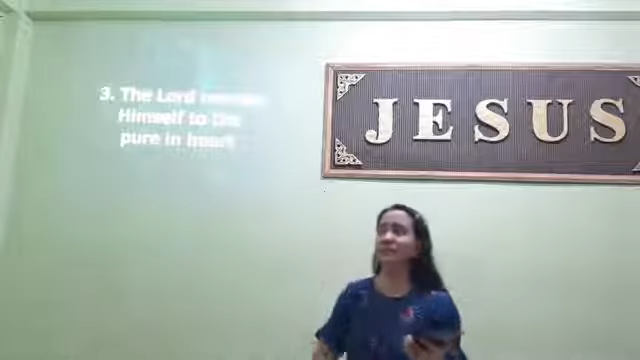 3. The Lord
Himself to the
pure in heart
JESUS